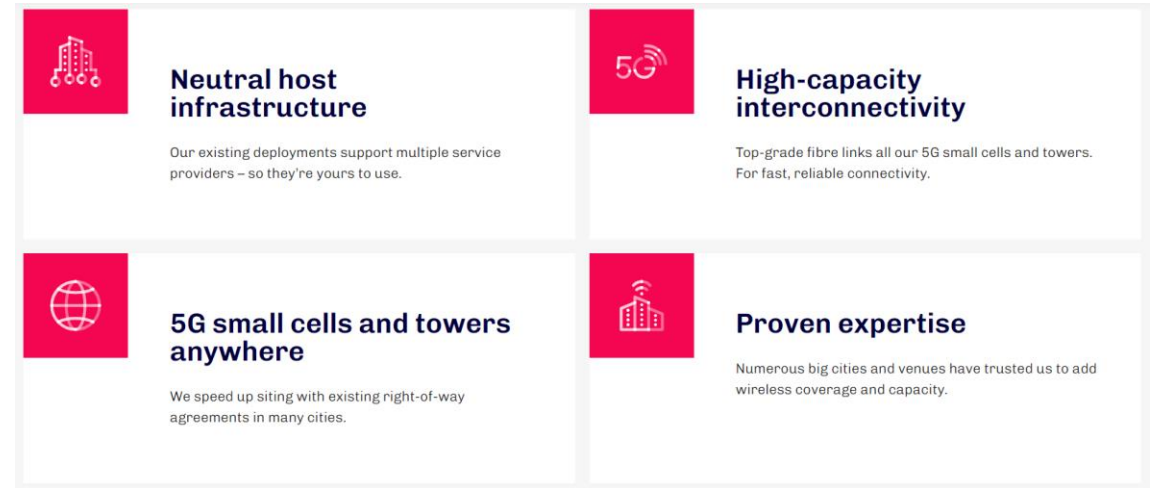 Neutral host
infrastructure
Our existing deployments support multiple service
providers – so they're yours to use.
5G
High-capacity
interconnectivity
Top-grade fibre links all our 5G small cells and towers.
For fast, reliable connectivity.
5G small cells and towers
anywhere
We speed up siting with existing right-of-way
agreements in many cities.
Proven expertise
Numerous big cities and venues have trusted us to add
wireless coverage and capacity.